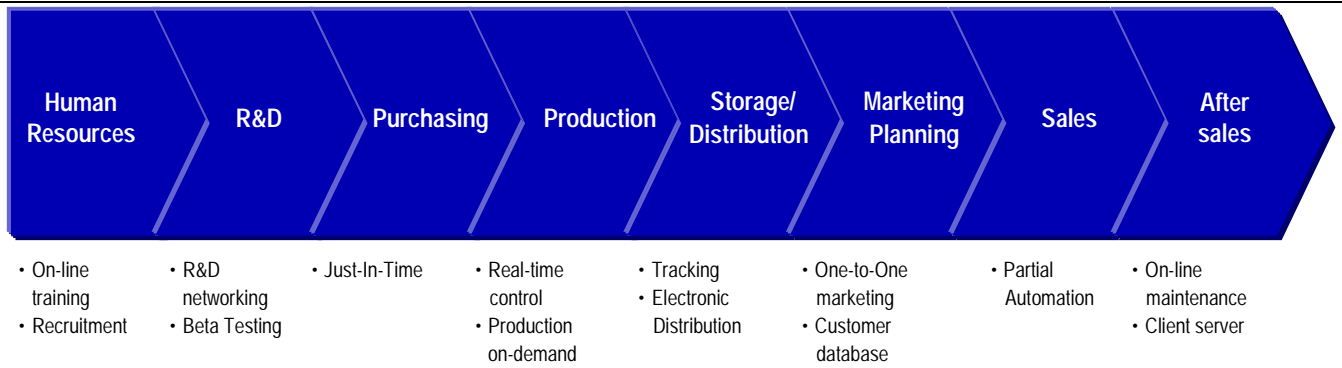 Human
Resources
R&D
Purchasing
Production
Storage/
Distribution
Marketing
Planning
Sales
After
sales
• On-line
training
• Recruitment
• R&D
networking
• Beta Testing
• Just-In-Time
• Real-time
control
• Production
on-demand
• Tracking
• Electronic
Distribution
• One-to-One
marketing
• Customer
database
• Partial
Automation
• On-line
maintenance
• Client server